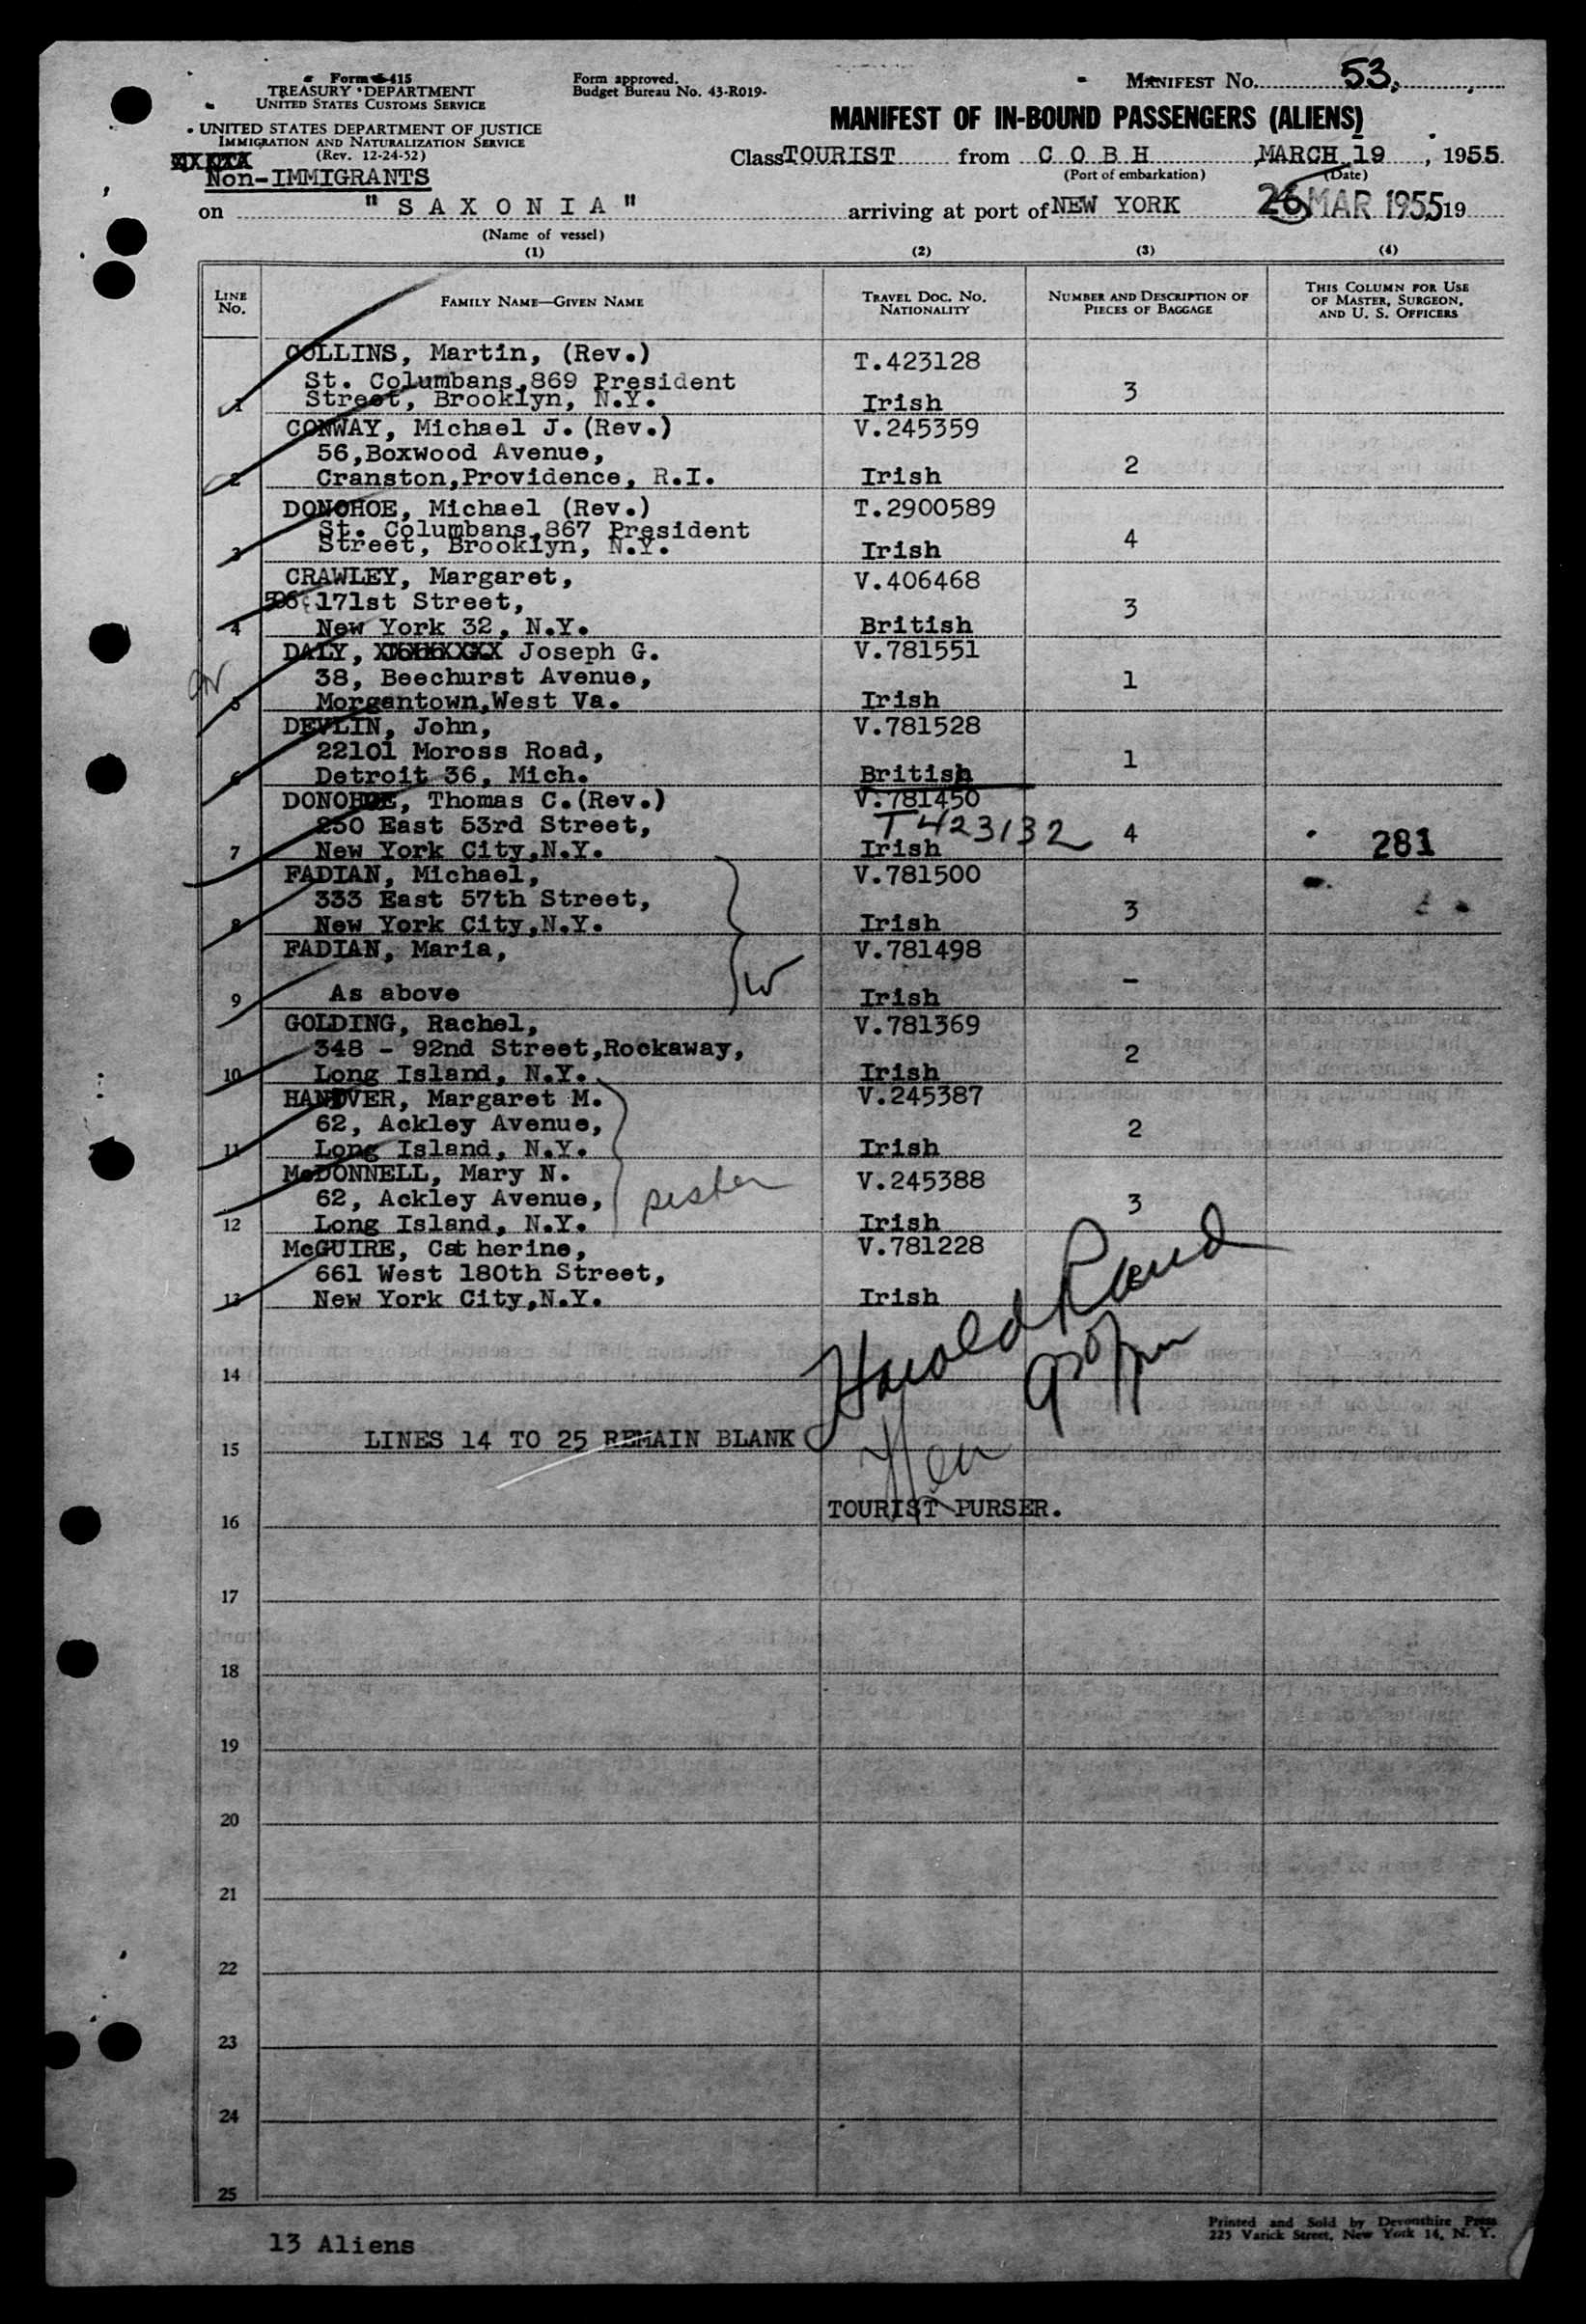 Form I-415
TREASURY DEPARTMENT
UNITED STATES CUSTOMS SERVICE
Form approved.
Budget Bureau No. 43-R019-
MANIFEST No. 53,
UNITED STATES DEPARTMENT OF JUSTICE
IMMIGRATION AND NATURALIZATION SERVICE
(Rev. 12-24-52)
MANIFEST OF IN-BOUND PASSENGERS (ALIENS)
Non-IMMIGRANTS
Class TOURIST from C O B H, MARCH 19, 1955.
(Port of embarkation) (Date)
on "S A X O N I A" arriving at port of NEW YORK 26 MAR 1955 19
(Name of vessel)
(1) (2) (3) (4)
LINE No. FAMILY NAME—GIVEN NAME TRAVEL DOC. No. NATIONALITY NUMBER AND DESCRIPTION OF PIECES OF BAGGAGE THIS COLUMN FOR USE OF MASTER, SURGEON, AND U. S. OFFICERS
COLLINS, Martin, (Rev.) T.423128
St. Columbans,869 President 3
1 Street, Brooklyn, N.Y. Irish
CONWAY, Michael J.(Rev.) V.245359
56,Boxwood Avenue, 2
2 Cranston,Providence, R.I. Irish
DONOHOE, Michael (Rev.) T.2900589
St. Columbans,867 President 4
3 Street, Brooklyn, N.Y. Irish
CRAWLEY, Margaret, V.406468
171st Street, 3
4 New York 32, N.Y. British
DALY, Joseph G. V.781551
38, Beechurst Avenue, 1
5 Morgantown,West Va. Irish
DEVLIN, John, V.781528
22101 Moross Road, 1
6 Detroit 36, Mich. British
DONOHOE, Thomas C.(Rev.) V.781450
250 East 53rd Street, T 423132 4
7 New York City,N.Y. Irish 281
FADIAN, Michael, V.781500
333 East 57th Street, 3
8 New York City,N.Y. Irish
FADIAN, Maria, V.781498
9 As above Irish -
GOLDING, Rachel, V.781369
348 - 92nd Street,Rockaway, 2
10 Long Island, N.Y. Irish
HANVER, Margaret M. V.245387
62, Ackley Avenue, 2
11 Long Island, N.Y. Irish
McDONNELL, Mary N. V.245388
62, Ackley Avenue, sister 3
12 Long Island, N.Y. Irish
McGUIRE, Catherine, V.781228
661 West 180th Street,
13 New York City,N.Y. Irish
Harold Rand
14
15 LINES 14 TO 25 REMAIN BLANK
16 TOURIST PURSER.
17
18
19
20
21
22
23
24
25
13 Aliens
Printed and Sold by Devonshire Press
225 Varick Street, New York 14, N. Y.